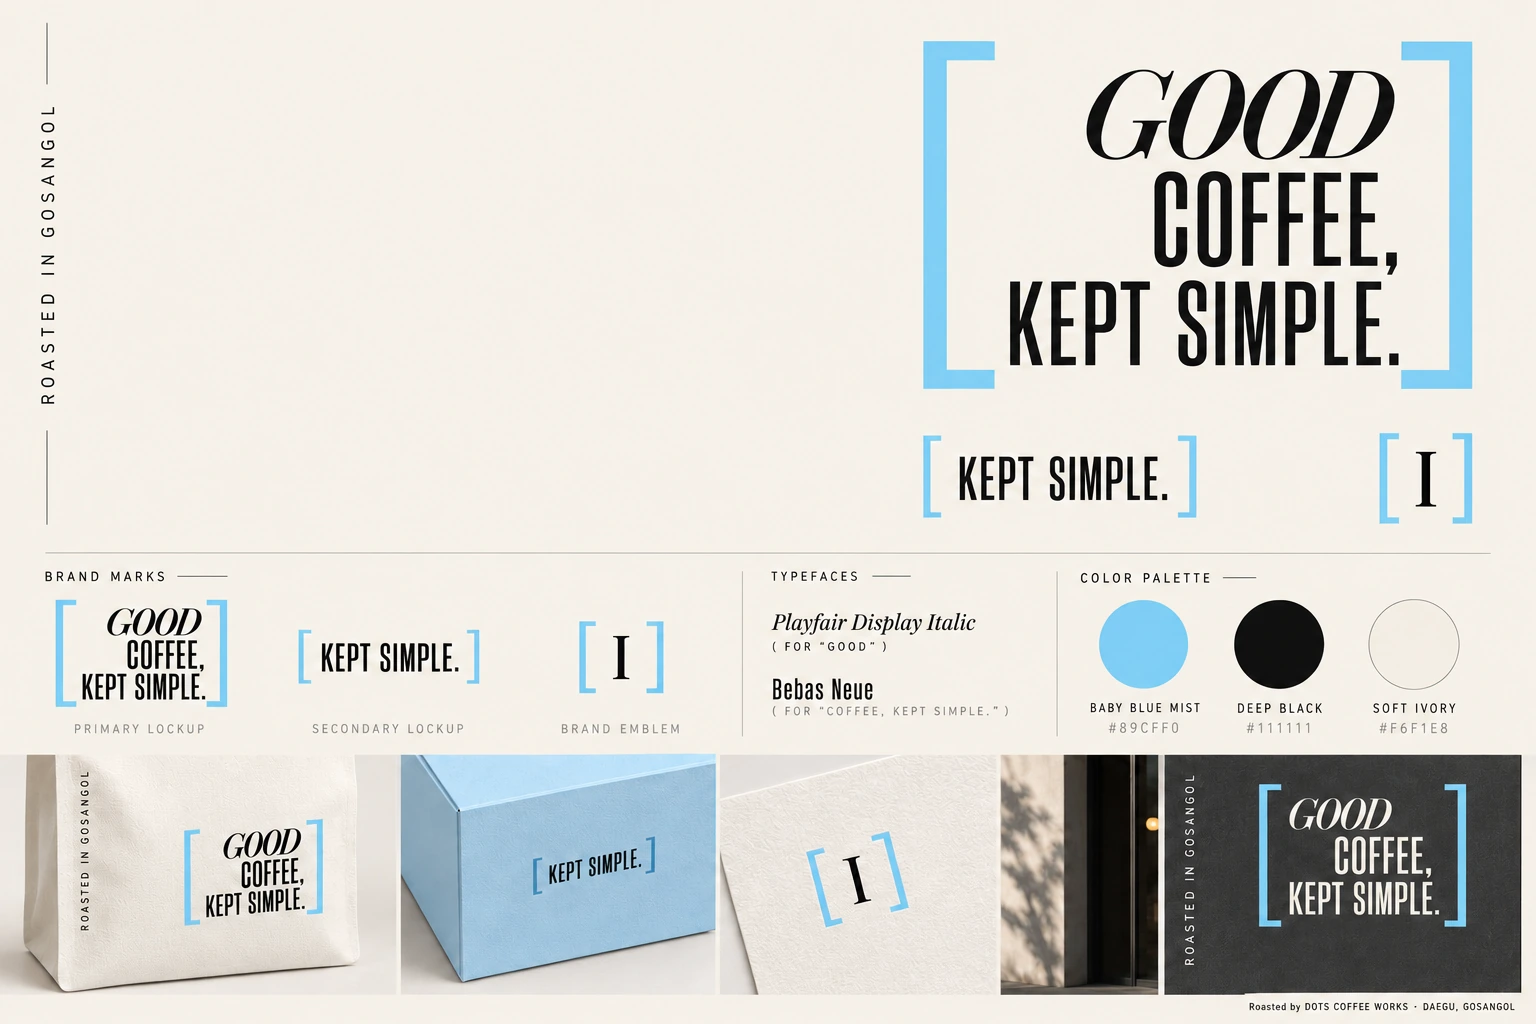 ROASTED IN GOSANGOL
GOOD
COFFEE,
KEPT SIMPLE.
KEPT SIMPLE.
I
BRAND MARKS
GOOD
COFFEE,
KEPT SIMPLE.
PRIMARY LOCKUP
KEPT SIMPLE.
SECONDARY LOCKUP
I
BRAND EMBLEM
TYPEFACES
Playfair Display Italic
( FOR “GOOD” )
Bebas Neue
( FOR “COFFEE, KEPT SIMPLE.” )
COLOR PALETTE
BABY BLUE MIST
#89CFF0
DEEP BLACK
#111111
SOFT IVORY
#F6F1E8
ROASTED IN GOSANGOL
GOOD
COFFEE,
KEPT SIMPLE.
KEPT SIMPLE.
I
ROASTED IN GOSANGOL
GOOD
COFFEE,
KEPT SIMPLE.
Roasted by DOTS COFFEE WORKS · DAEGU, GOSANGOL